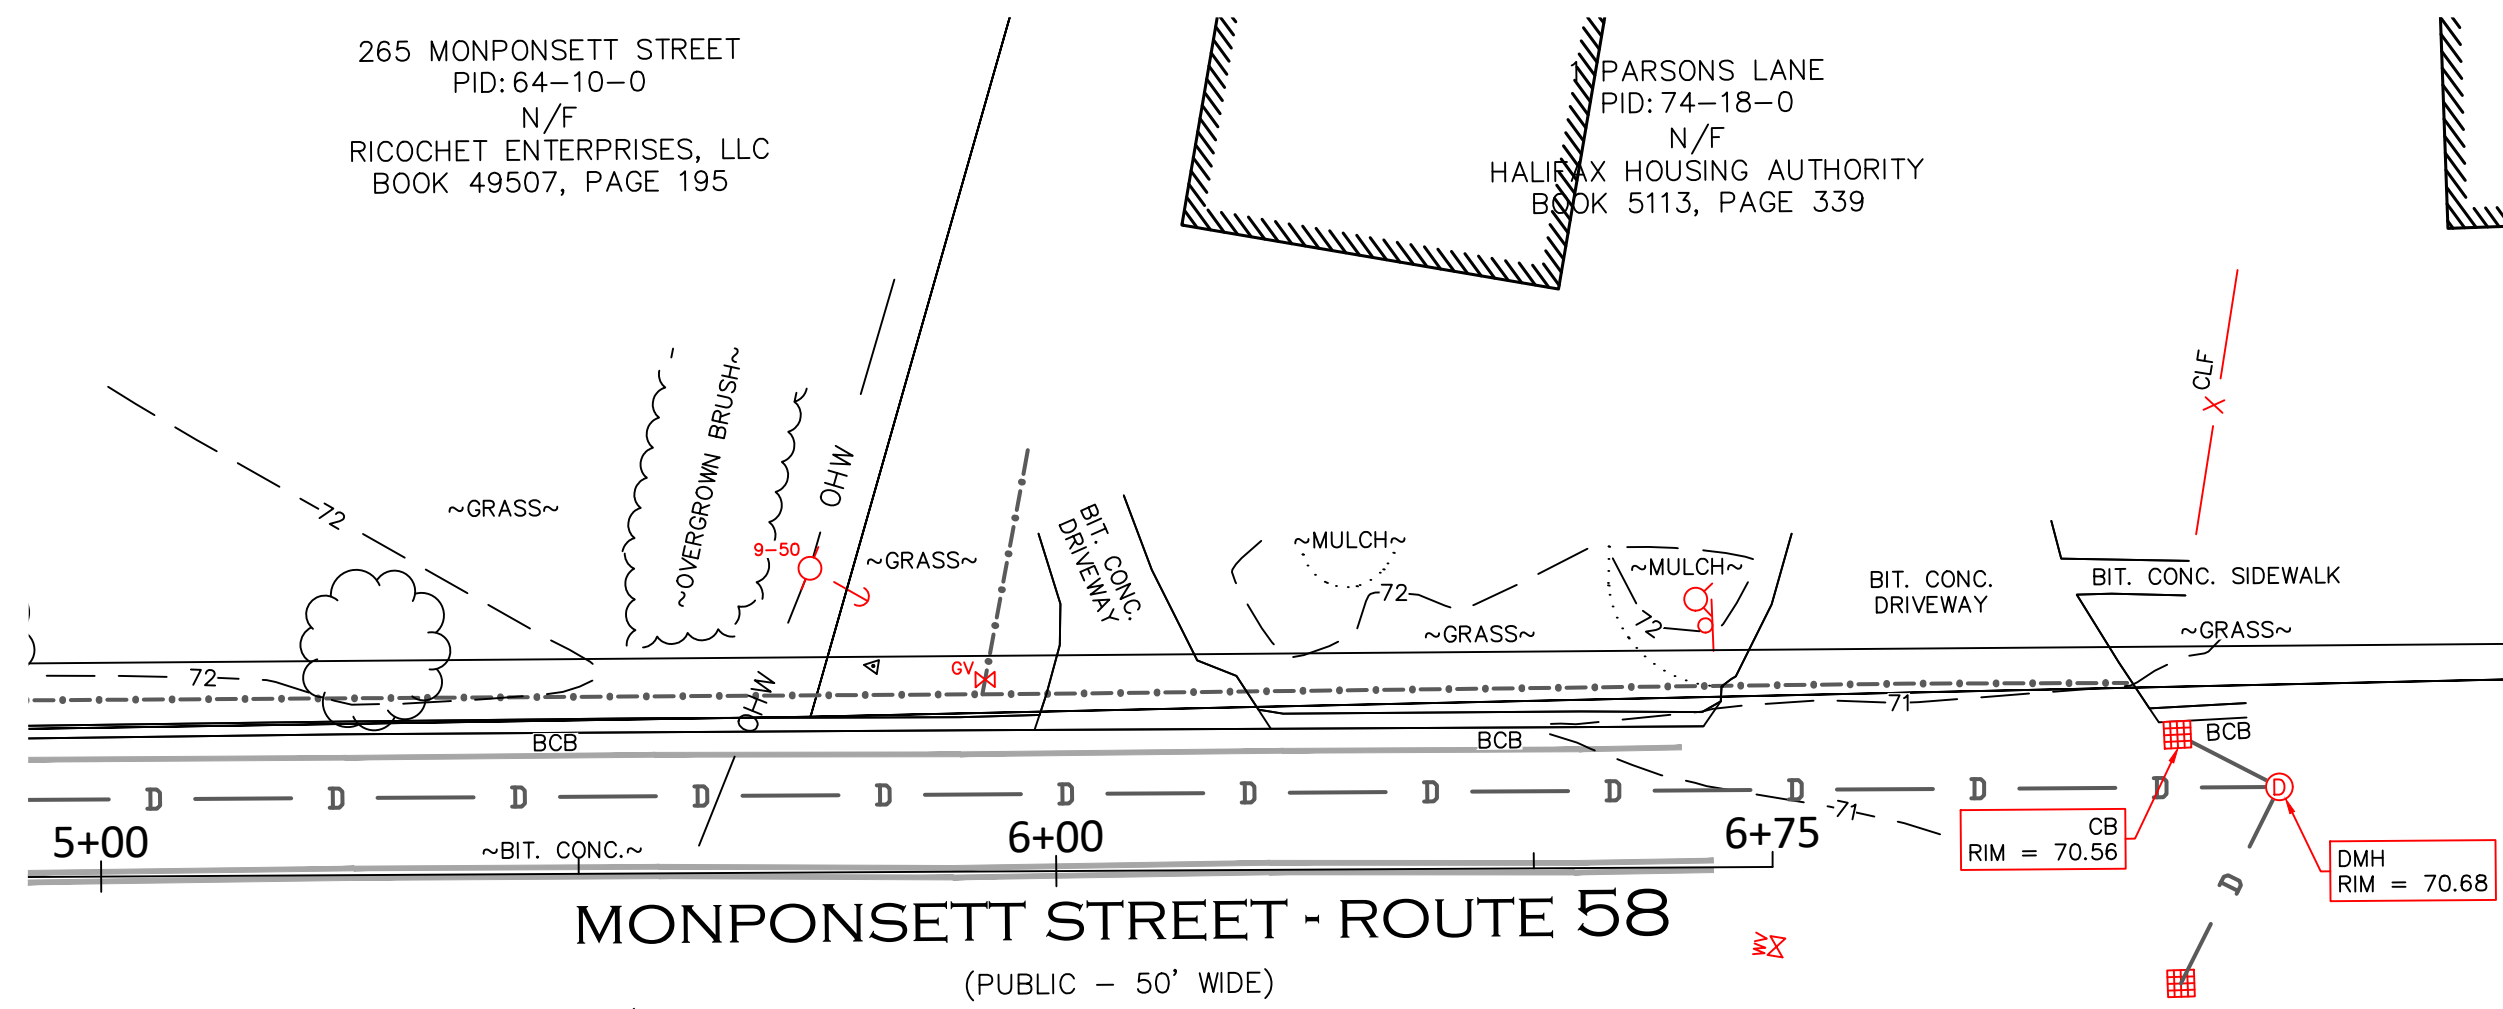 265 MONPONSETT STREET
PID: 64-10-0
N/F
RICOCHET ENTERPRISES, LLC
BOOK 49507, PAGE 195
1 PARSONS LANE
PID: 74-18-0
N/F
HALIFAX HOUSING AUTHORITY
BOOK 5113, PAGE 339
CLF
X
~OVERGROWN BRUSH~
OHW
72
~GRASS~
9-50
~GRASS~
BIT. CONC.
DRIVEWAY
~MULCH~
~MULCH~
72
72
~GRASS~
BIT. CONC.
DRIVEWAY
BIT. CONC. SIDEWALK
~GRASS~
72
GV
OHW
71
BCB
BCB
BCB
D D D D D D D D D D D D
D
71
5+00
6+00
6+75
~BIT. CONC.~
CB
RIM = 70.56
DMH
RIM = 70.68
D
MONPONSETT STREET - ROUTE 58
W
(PUBLIC - 50' WIDE)